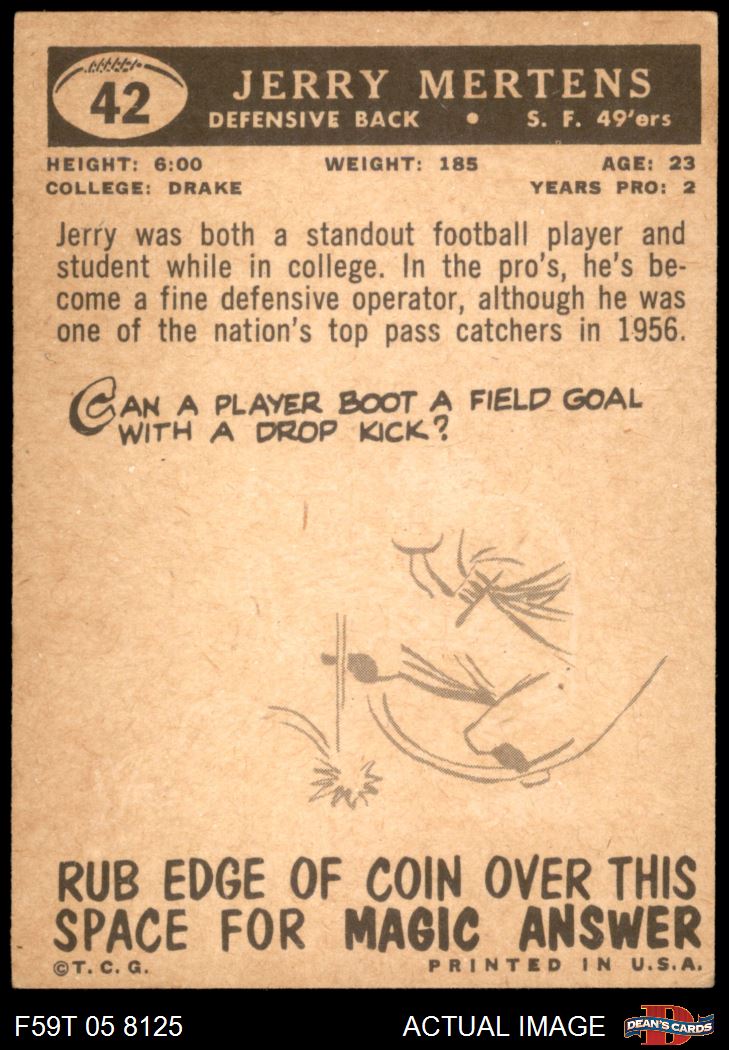 42
JERRY MERTENS
DEFENSIVE BACK • S. F. 49'ers
HEIGHT: 6:00 WEIGHT: 185 AGE: 23
COLLEGE: DRAKE YEARS PRO: 2
Jerry was both a standout football player and
student while in college. In the pro's, he's be-
come a fine defensive operator, although he was
one of the nation's top pass catchers in 1956.
CAN A PLAYER BOOT A FIELD GOAL
WITH A DROP KICK?
RUB EDGE OF COIN OVER THIS
SPACE FOR MAGIC ANSWER
©T. C. G. PRINTED IN U.S.A.
F59T 05 8125 ACTUAL IMAGE D DEAN'S CARDS